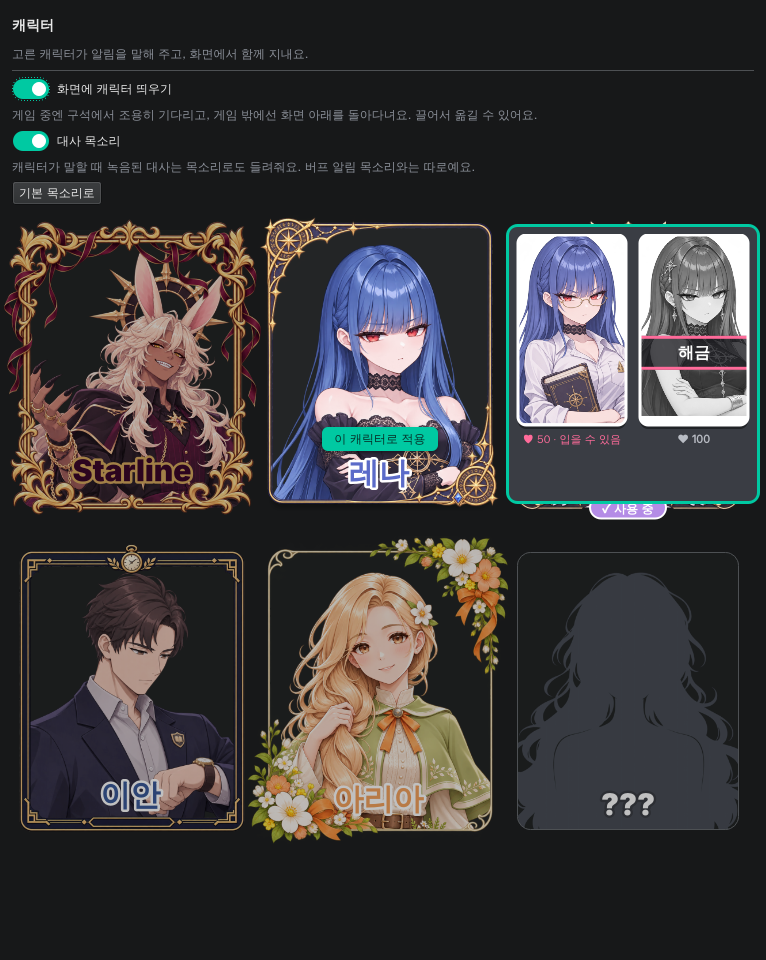 캐릭터
고른 캐릭터가 알림을 말해 주고, 화면에서 함께 지내요.
화면에 캐릭터 띄우기
게임 중엔 구석에서 조용히 기다리고, 게임 밖에선 화면 아래를 돌아다녀요. 끌어서 옮길 수 있어요.
대사 목소리
캐릭터가 말할 때 녹음된 대사는 목소리로도 들려줘요. 버프 알림 목소리와는 따로예요.
기본 목소리로
Starline
이 캐릭터로 적용
레나
해금
♥ 50 · 입을 수 있음
♥ 100
✓ 사용 중
이안
아리아
???